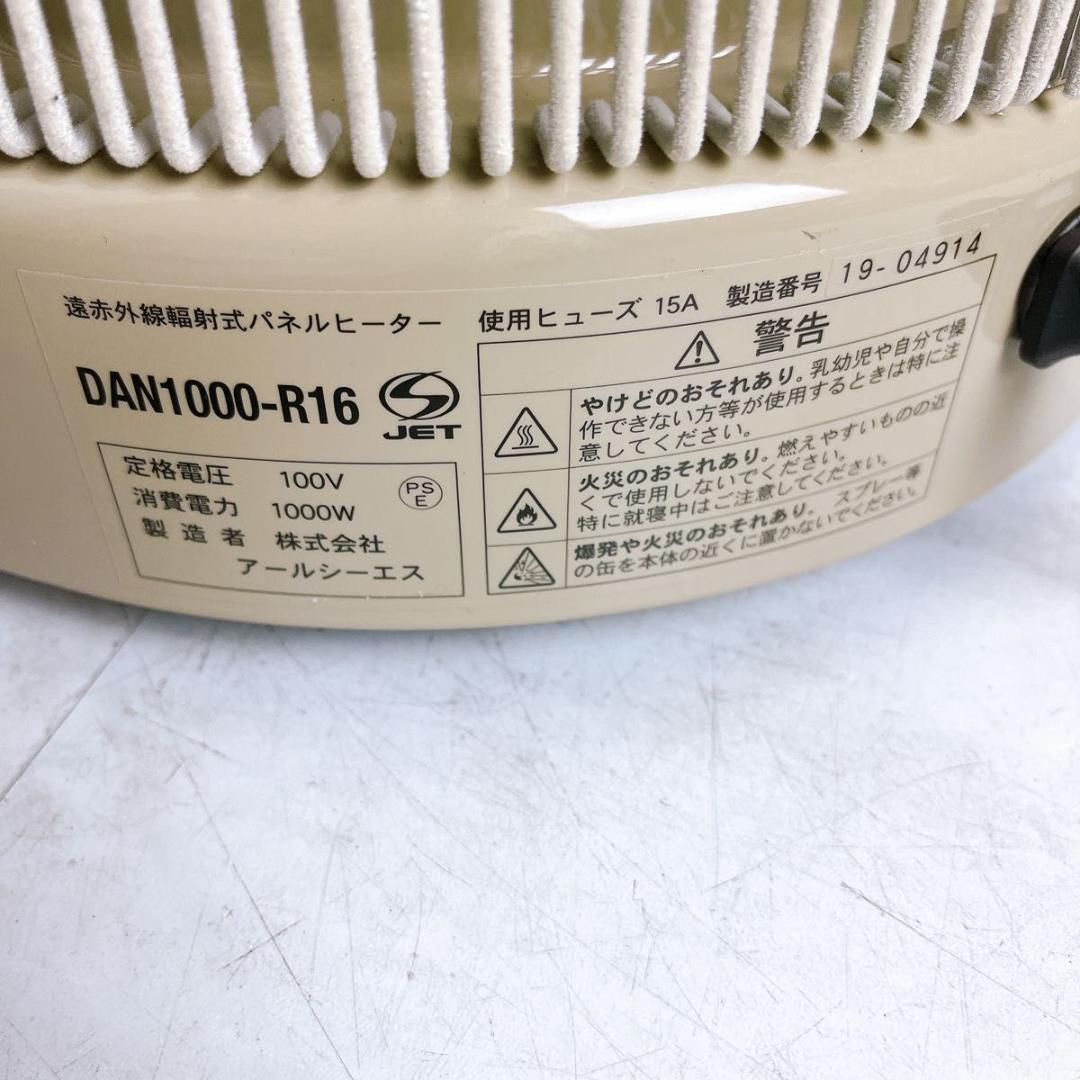 遠赤外線輻射式パネルヒーター
DAN1000-R16
JET
定格電圧 100V
消費電力 1000W
製造者 株式会社
アールシーエス
PS
E
使用ヒューズ 15A 製造番号 19-04914
警告
やけどのおそれあり。乳幼児や自分で操
作できない方等が使用するときは特に注
意してください。
火災のおそれあり。燃えやすいものの近
くで使用しないでください。
特に就寝中はご注意してください。
爆発や火災のおそれあり。スプレー等
の缶を本体の近くに置かないでください。